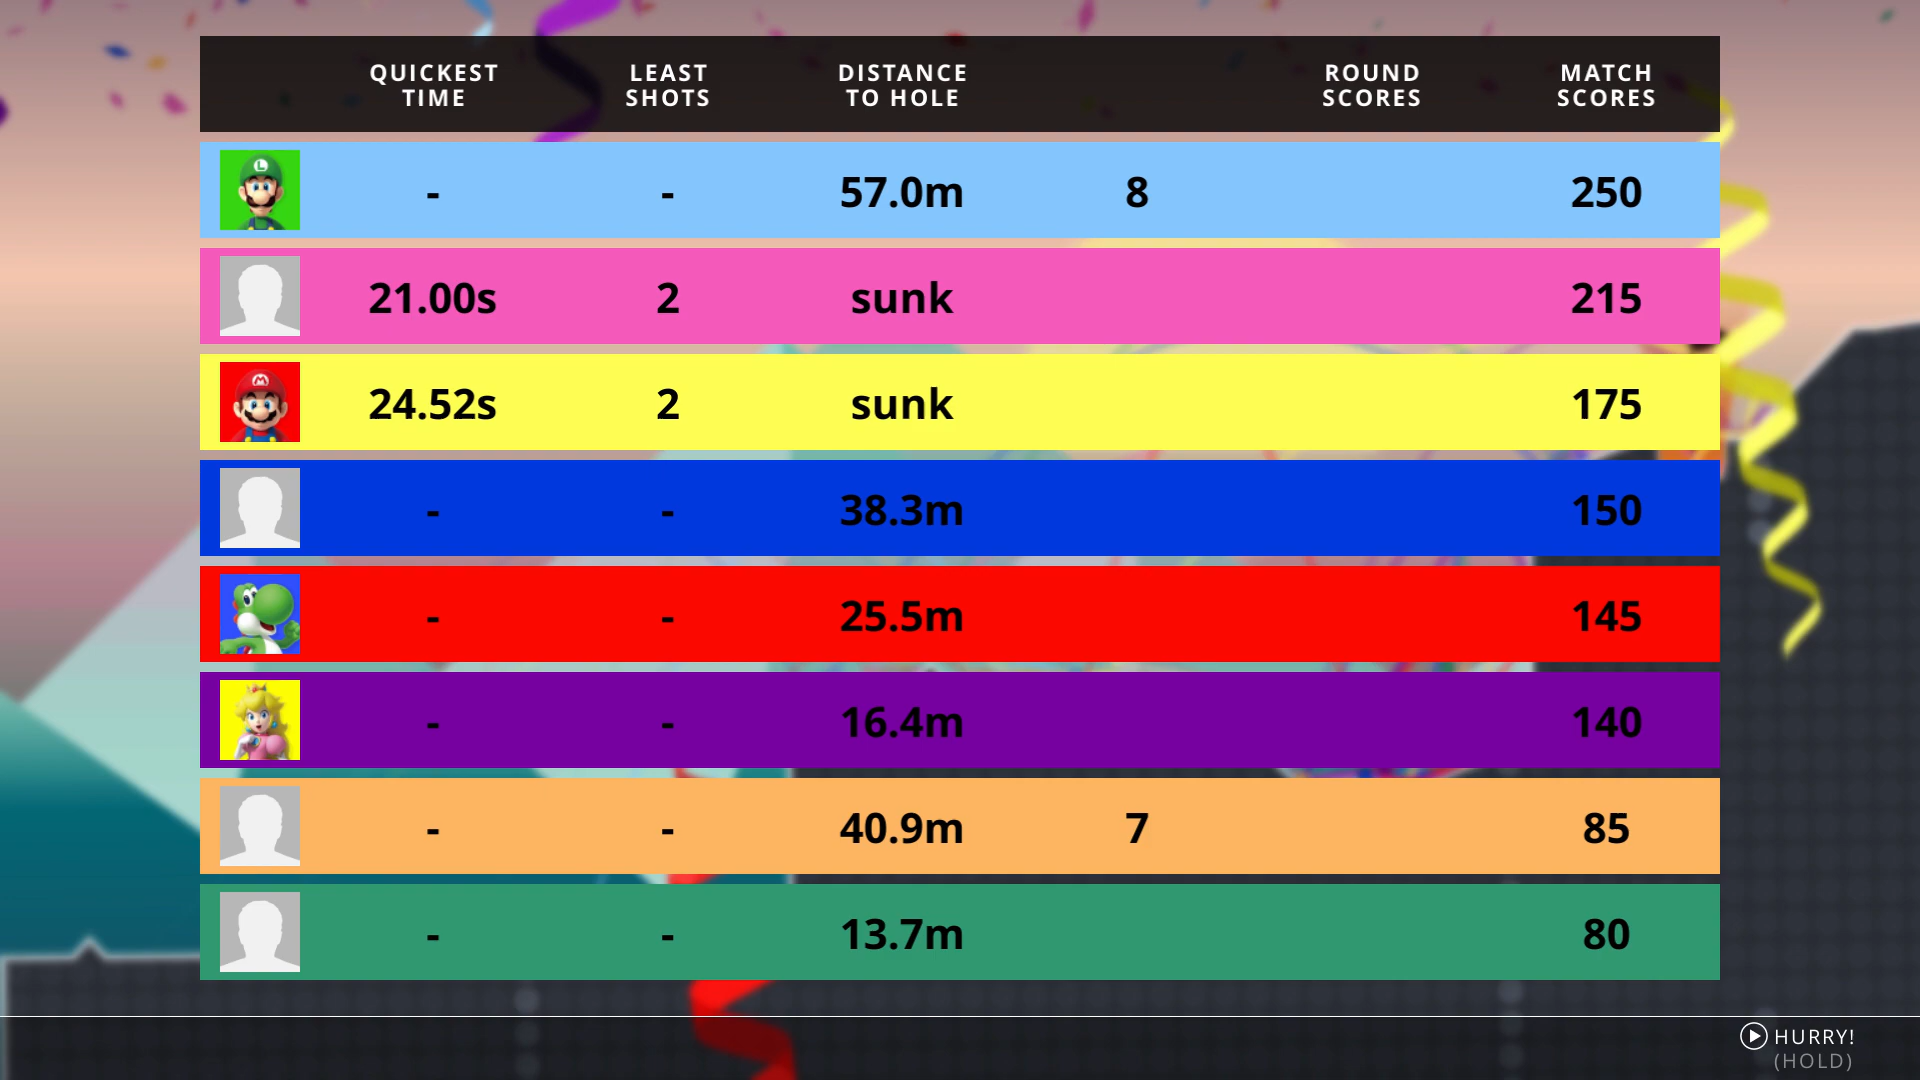 QUICKEST TIME LEAST SHOTS DISTANCE TO HOLE ROUND SCORES MATCH SCORES
- - 57.0m 8 250
21.00s 2 sunk 215
24.52s 2 sunk 175
- - 38.3m 150
- - 25.5m 145
- - 16.4m 140
- - 40.9m 7 85
- - 13.7m 80
HURRY!
(HOLD)